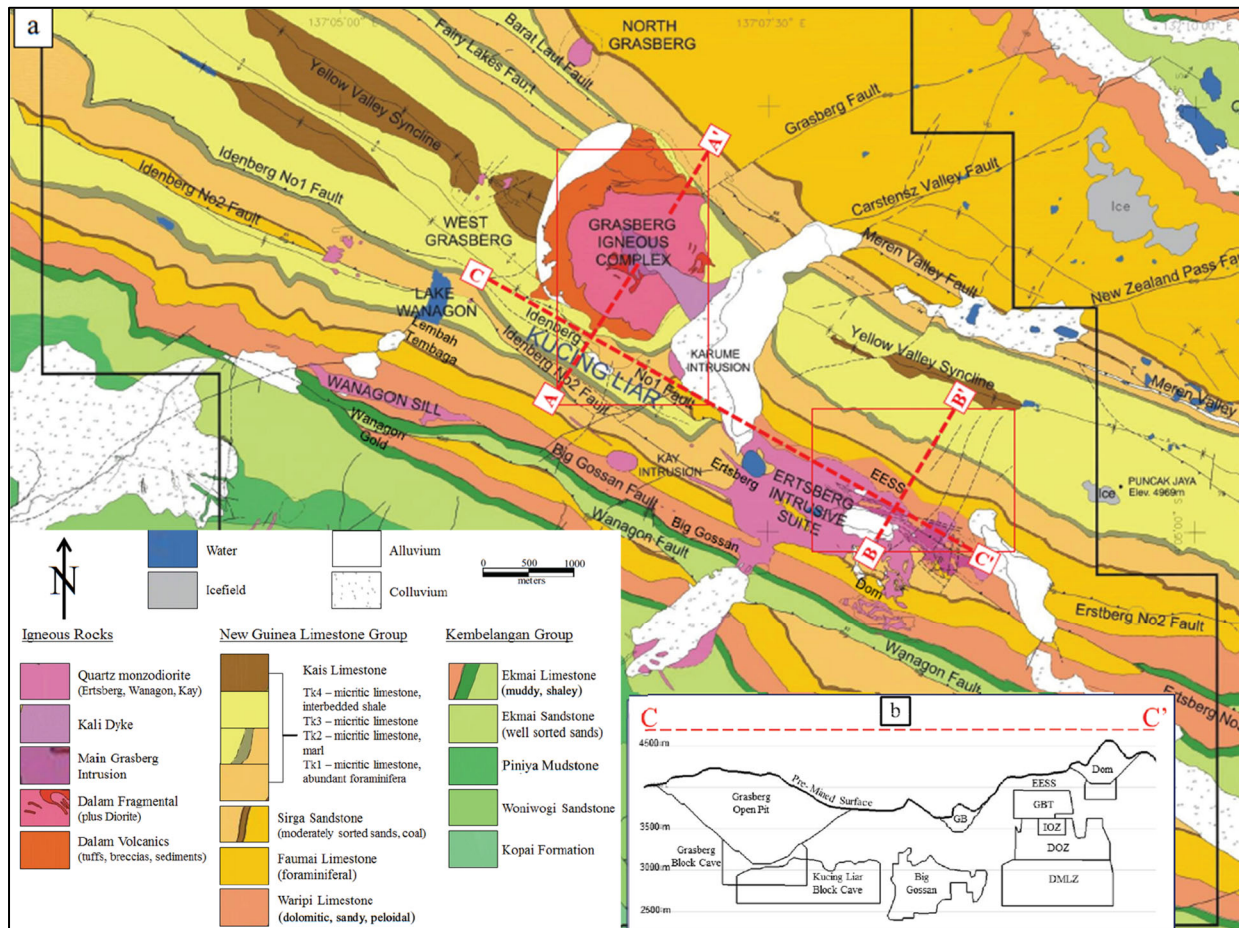 a
137°05'00" E
137°07'30" E
137°10'00" E
NORTH
GRASBERG
Barat Laut Fault
Fairy Lakes Fau,t
Yellow Valley Syncline
Grasberg Fault
Idenberg No1 Fault
Idenberg No2 Fault
A'
Carstensz Valley Fault
Ice
WEST
GRASBERG
GRASBERG
IGNEOUS
COMPLEX
Meren Valley Fault
New Zealand Pass Fau
C
LAKE
WANAGON
Lembah
Tembaga
Idenberg
No1 Fault
KUCING LIAR
Idenberg No2 Fault
KARUME
INTRUSION
Yellow Valley Syncline
Meren Valley
A
B'
WANAGON SILL
Wanagon
Gold
Big Gossan Fault
KAY
INTRUSION
Ertsberg
ERTSBERG
INTRUSIVE
SUITE
EESS
Ice
PUNCAK JAYA
Elev. 4969m
Big Gossan
Wanagon Fault
B
C'
Dom
Erstberg No2 Fault
Wanagon Fault
Ertsberg No
N
Water
Icefield
Alluvium
Colluvium
0 500 1000
meters
Igneous Rocks
Quartz monzodiorite
(Ertsberg, Wanagon, Kay)
Kali Dyke
Main Grasberg
Intrusion
Dalam Fragmental
(plus Diorite)
Dalam Volcanics
(tuffs, breccias, sediments)
New Guinea Limestone Group
Kais Limestone
Tk4 – micritic limestone,
interbedded shale
Tk3 – micritic limestone
Tk2 – micritic limestone,
marl
Tk1 – micritic limestone,
abundant foraminifera
Sirga Sandstone
(moderately sorted sands, coal)
Faumai Limestone
(foraminiferal)
Waripi Limestone
(dolomitic, sandy, peloidal)
Kembelangan Group
Ekmai Limestone
(muddy, shaley)
Ekmai Sandstone
(well sorted sands)
Piniya Mudstone
Woniwogi Sandstone
Kopai Formation
C
b
C'
4500m
4000m
3500m
3000m
2500m
Pre-Mined Surface
Grasberg
Open Pit
Grasberg
Block Cave
Kucing Liar
Block Cave
GB
Big
Gossan
EESS
Dom
GBT
IOZ
DOZ
DMLZ